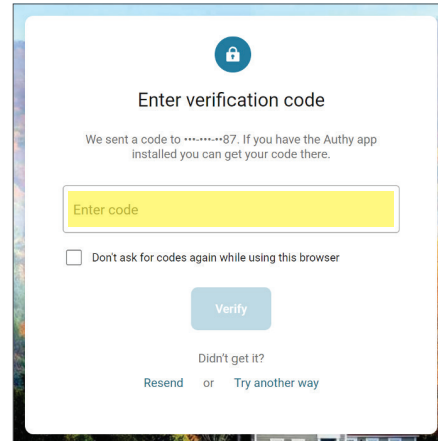 Enter verification code
We sent a code to •••-•••-••87. If you have the Authy app
installed you can get your code there.
Enter code
Don't ask for codes again while using this browser
Verify
Didn't get it?
Resend or Try another way